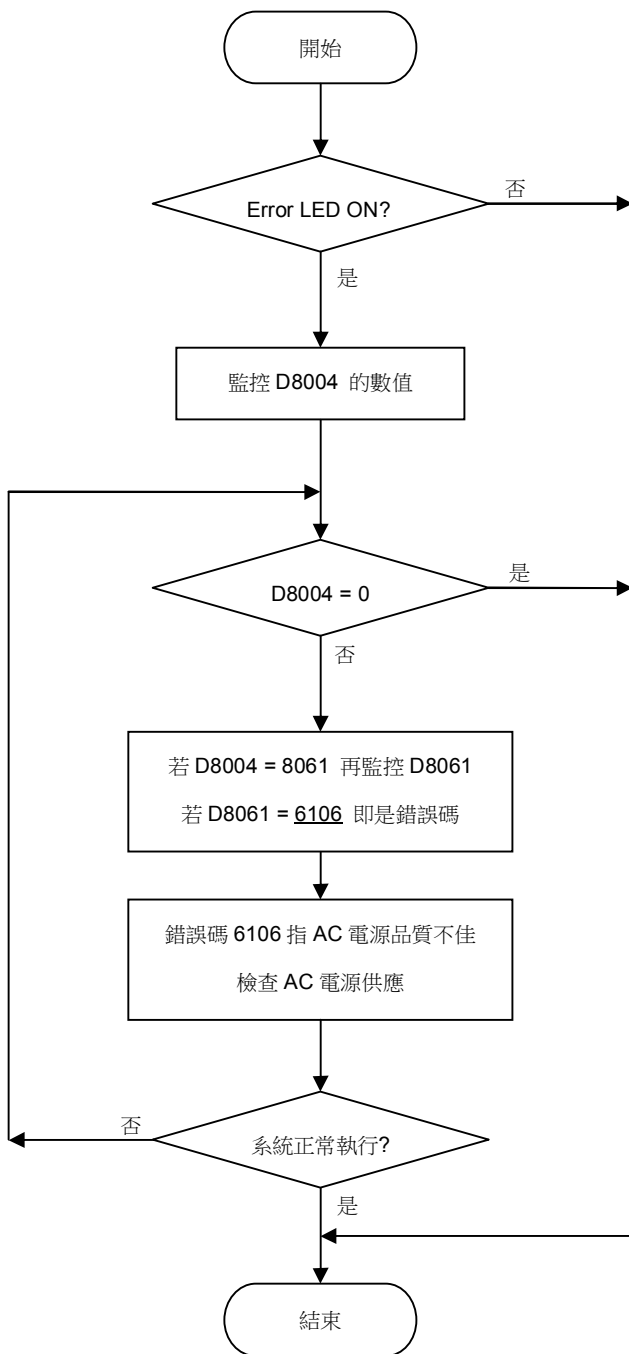 開始
Error LED ON?
否
是
監控 D8004 的數值
D8004 = 0
是
否
若 D8004 = 8061 再監控 D8061
若 D8061 = 6106 即是錯誤碼
錯誤碼 6106 指 AC 電源品質不佳
檢查 AC 電源供應
系統正常執行?
否
是
結束